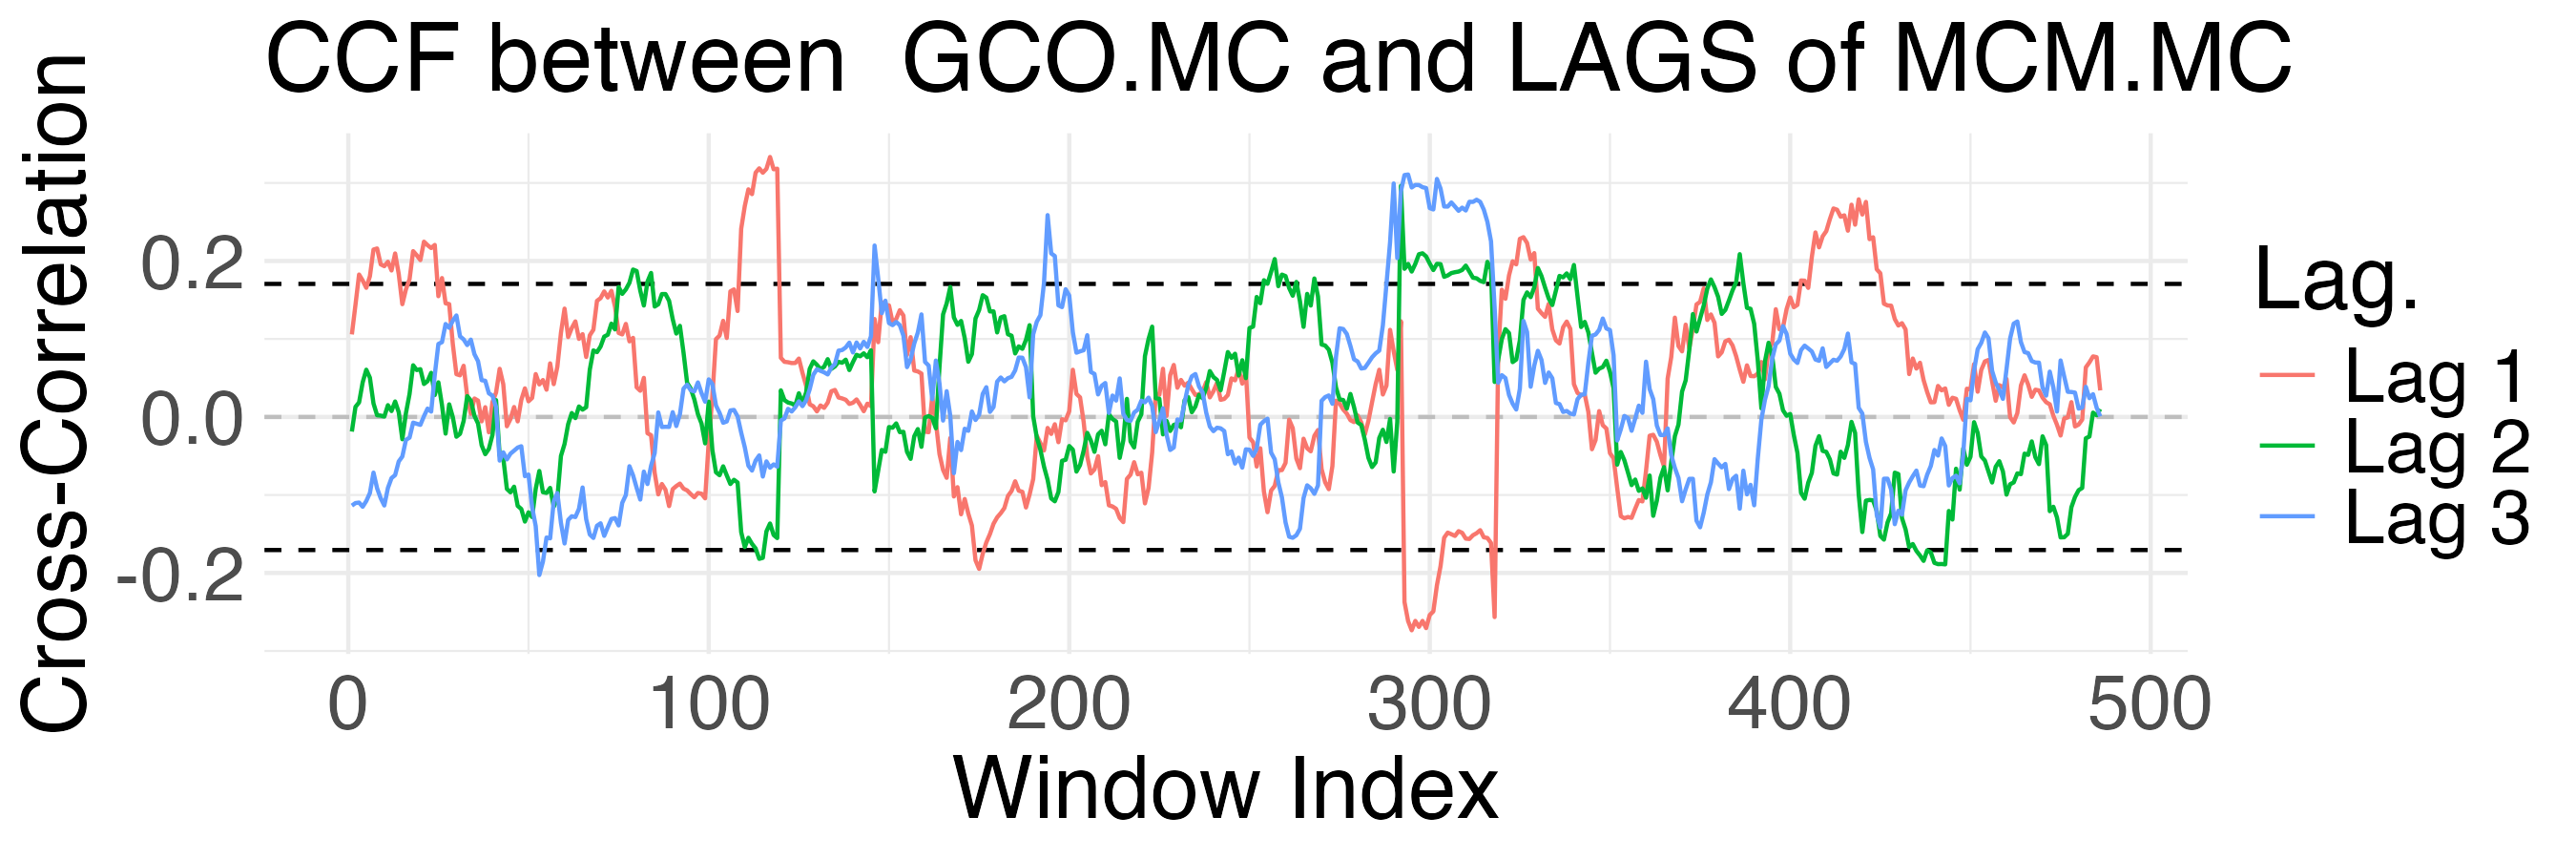 CCF between  GCO.MC and LAGS of MCM.MC
Cross-Correlation
0.2
0.0
-0.2
0 100 200 300 400 500
Window Index
Lag.
Lag 1
Lag 2
Lag 3